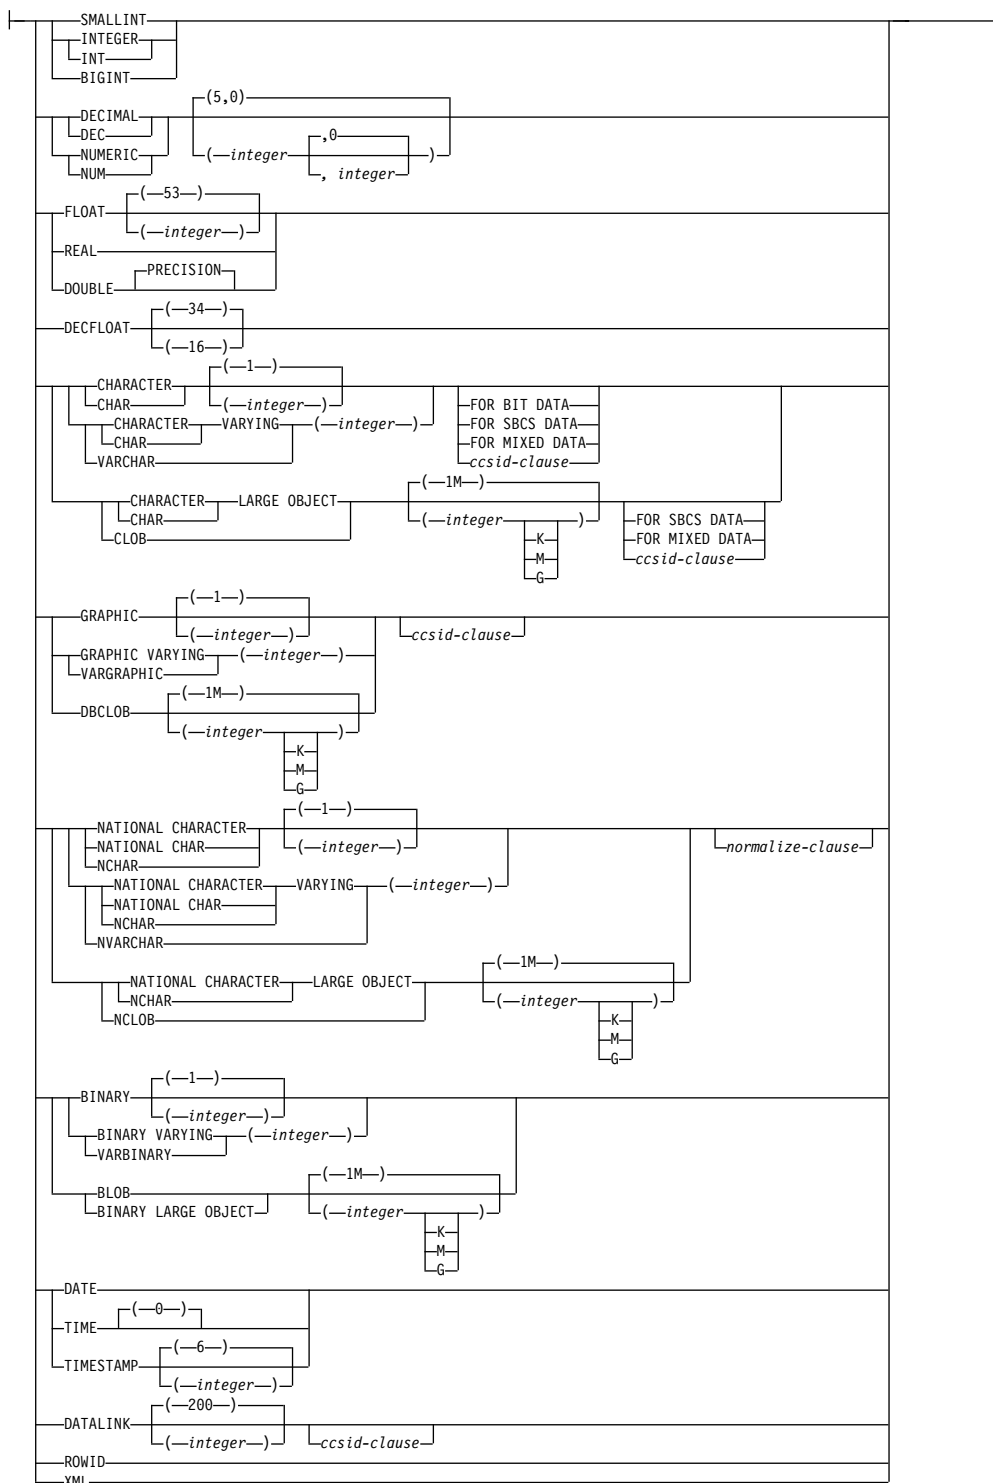 SMALLINT
INTEGER
INT
BIGINT
(5,0)
DECIMAL
DEC
,0
NUMERIC
( integer )
NUM
, integer
( 53 )
FLOAT
( integer )
REAL
PRECISION
DOUBLE
( 34 )
DECFLOAT
( 16 )
( 1 )
CHARACTER
CHAR ( integer ) FOR BIT DATA
CHARACTER VARYING ( integer ) FOR SBCS DATA
CHAR FOR MIXED DATA
VARCHAR ccsid-clause
( 1M )
CHARACTER LARGE OBJECT
CHAR ( integer ) FOR SBCS DATA
CLOB K FOR MIXED DATA
M ccsid-clause
G
( 1 )
GRAPHIC
( integer ) ccsid-clause
GRAPHIC VARYING ( integer )
VARGRAPHIC
( 1M )
DBCLOB
( integer )
K
M
G
( 1 )
NATIONAL CHARACTER
NATIONAL CHAR ( integer ) normalize-clause
NCHAR
NATIONAL CHARACTER VARYING ( integer )
NATIONAL CHAR
NCHAR
NVARCHAR
( 1M )
NATIONAL CHARACTER LARGE OBJECT
NCHAR ( integer )
NCLOB K
M
G
( 1 )
BINARY
( integer )
BINARY VARYING ( integer )
VARBINARY
( 1M )
BLOB
BINARY LARGE OBJECT ( integer )
K
M
G
DATE
( 0 )
TIME
( 6 )
TIMESTAMP
( integer )
( 200 )
DATALINK
( integer ) ccsid-clause
ROWID
XML